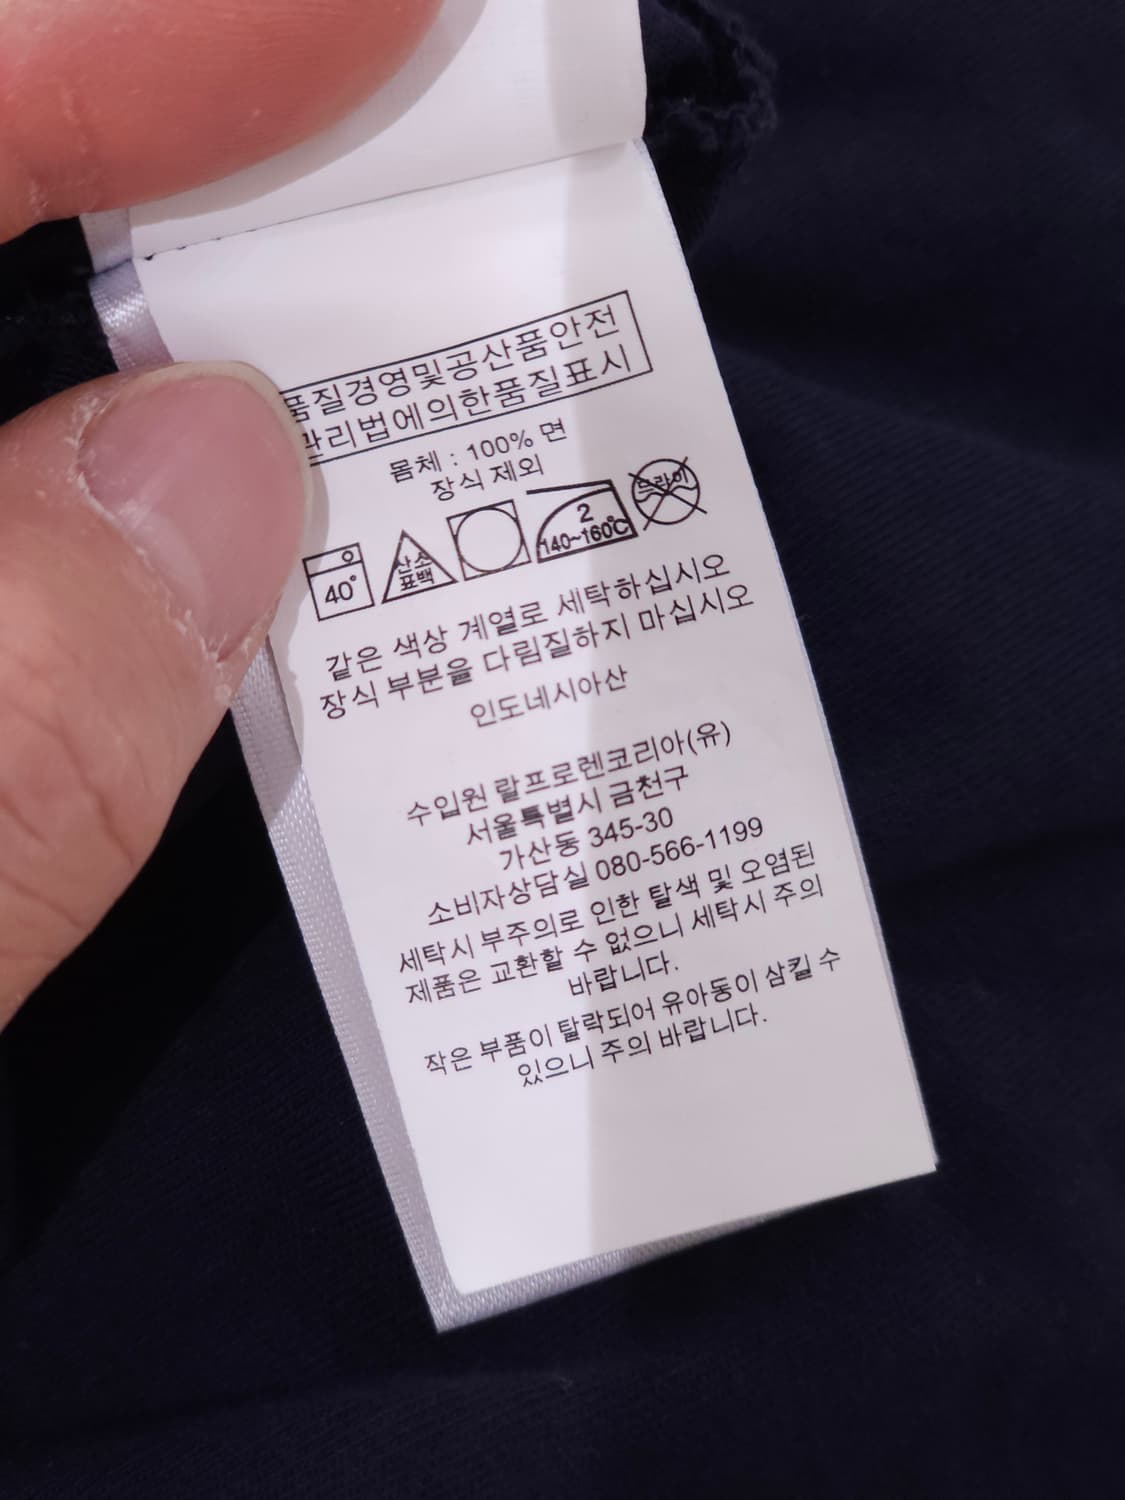 품질경영및공산품안전
관리법에의한품질표시
몸체 : 100% 면
장식 제외
40°
산소
표백
2
140~160℃
드라이
같은 색상 계열로 세탁하십시오
장식 부분을 다림질하지 마십시오
인도네시아산
수입원 랄프로렌코리아(유)
서울특별시 금천구
가산동 345-30
소비자상담실 080-566-1199
세탁시 부주의로 인한 탈색 및 오염된
제품은 교환할 수 없으니 세탁시 주의
바랍니다.
작은 부품이 탈락되어 유아동이 삼킬 수
있으니 주의 바랍니다.